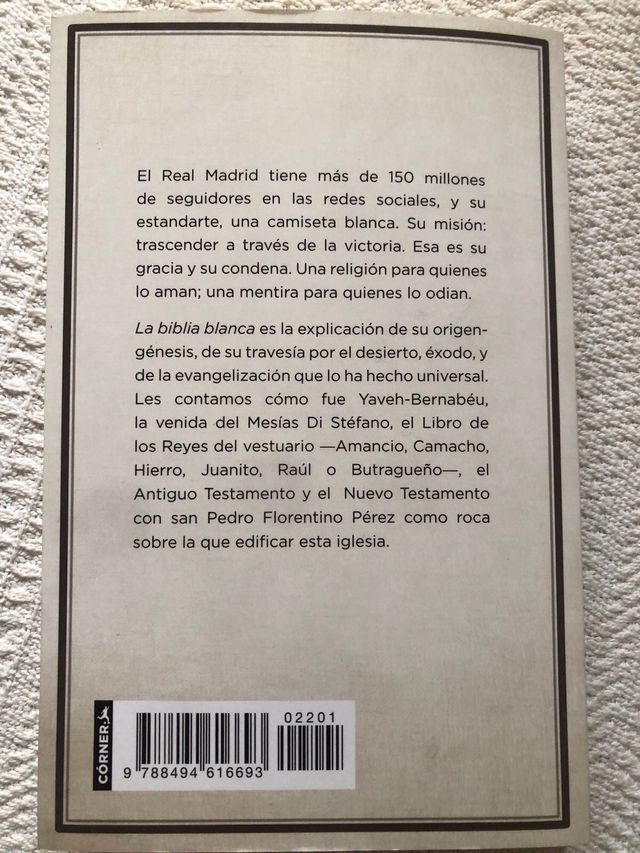 El Real Madrid tiene más de 150 millones
de seguidores en las redes sociales, y su
estandarte, una camiseta blanca. Su misión:
trascender a través de la victoria. Esa es su
gracia y su condena. Una religión para quienes
lo aman; una mentira para quienes lo odian.
La biblia blanca es la explicación de su origen-
génesis, de su travesía por el desierto, éxodo, y
de la evangelización que lo ha hecho universal.
Les contamos cómo fue Yaveh-Bernabéu,
la venida del Mesías Di Stéfano, el Libro de
los Reyes del vestuario —Amancio, Camacho,
Hierro, Juanito, Raúl o Butragueño—, el
Antiguo Testamento y el Nuevo Testamento
con san Pedro Florentino Pérez como roca
sobre la que edificar esta iglesia.
CÓRNER
02201
9 788494 616693